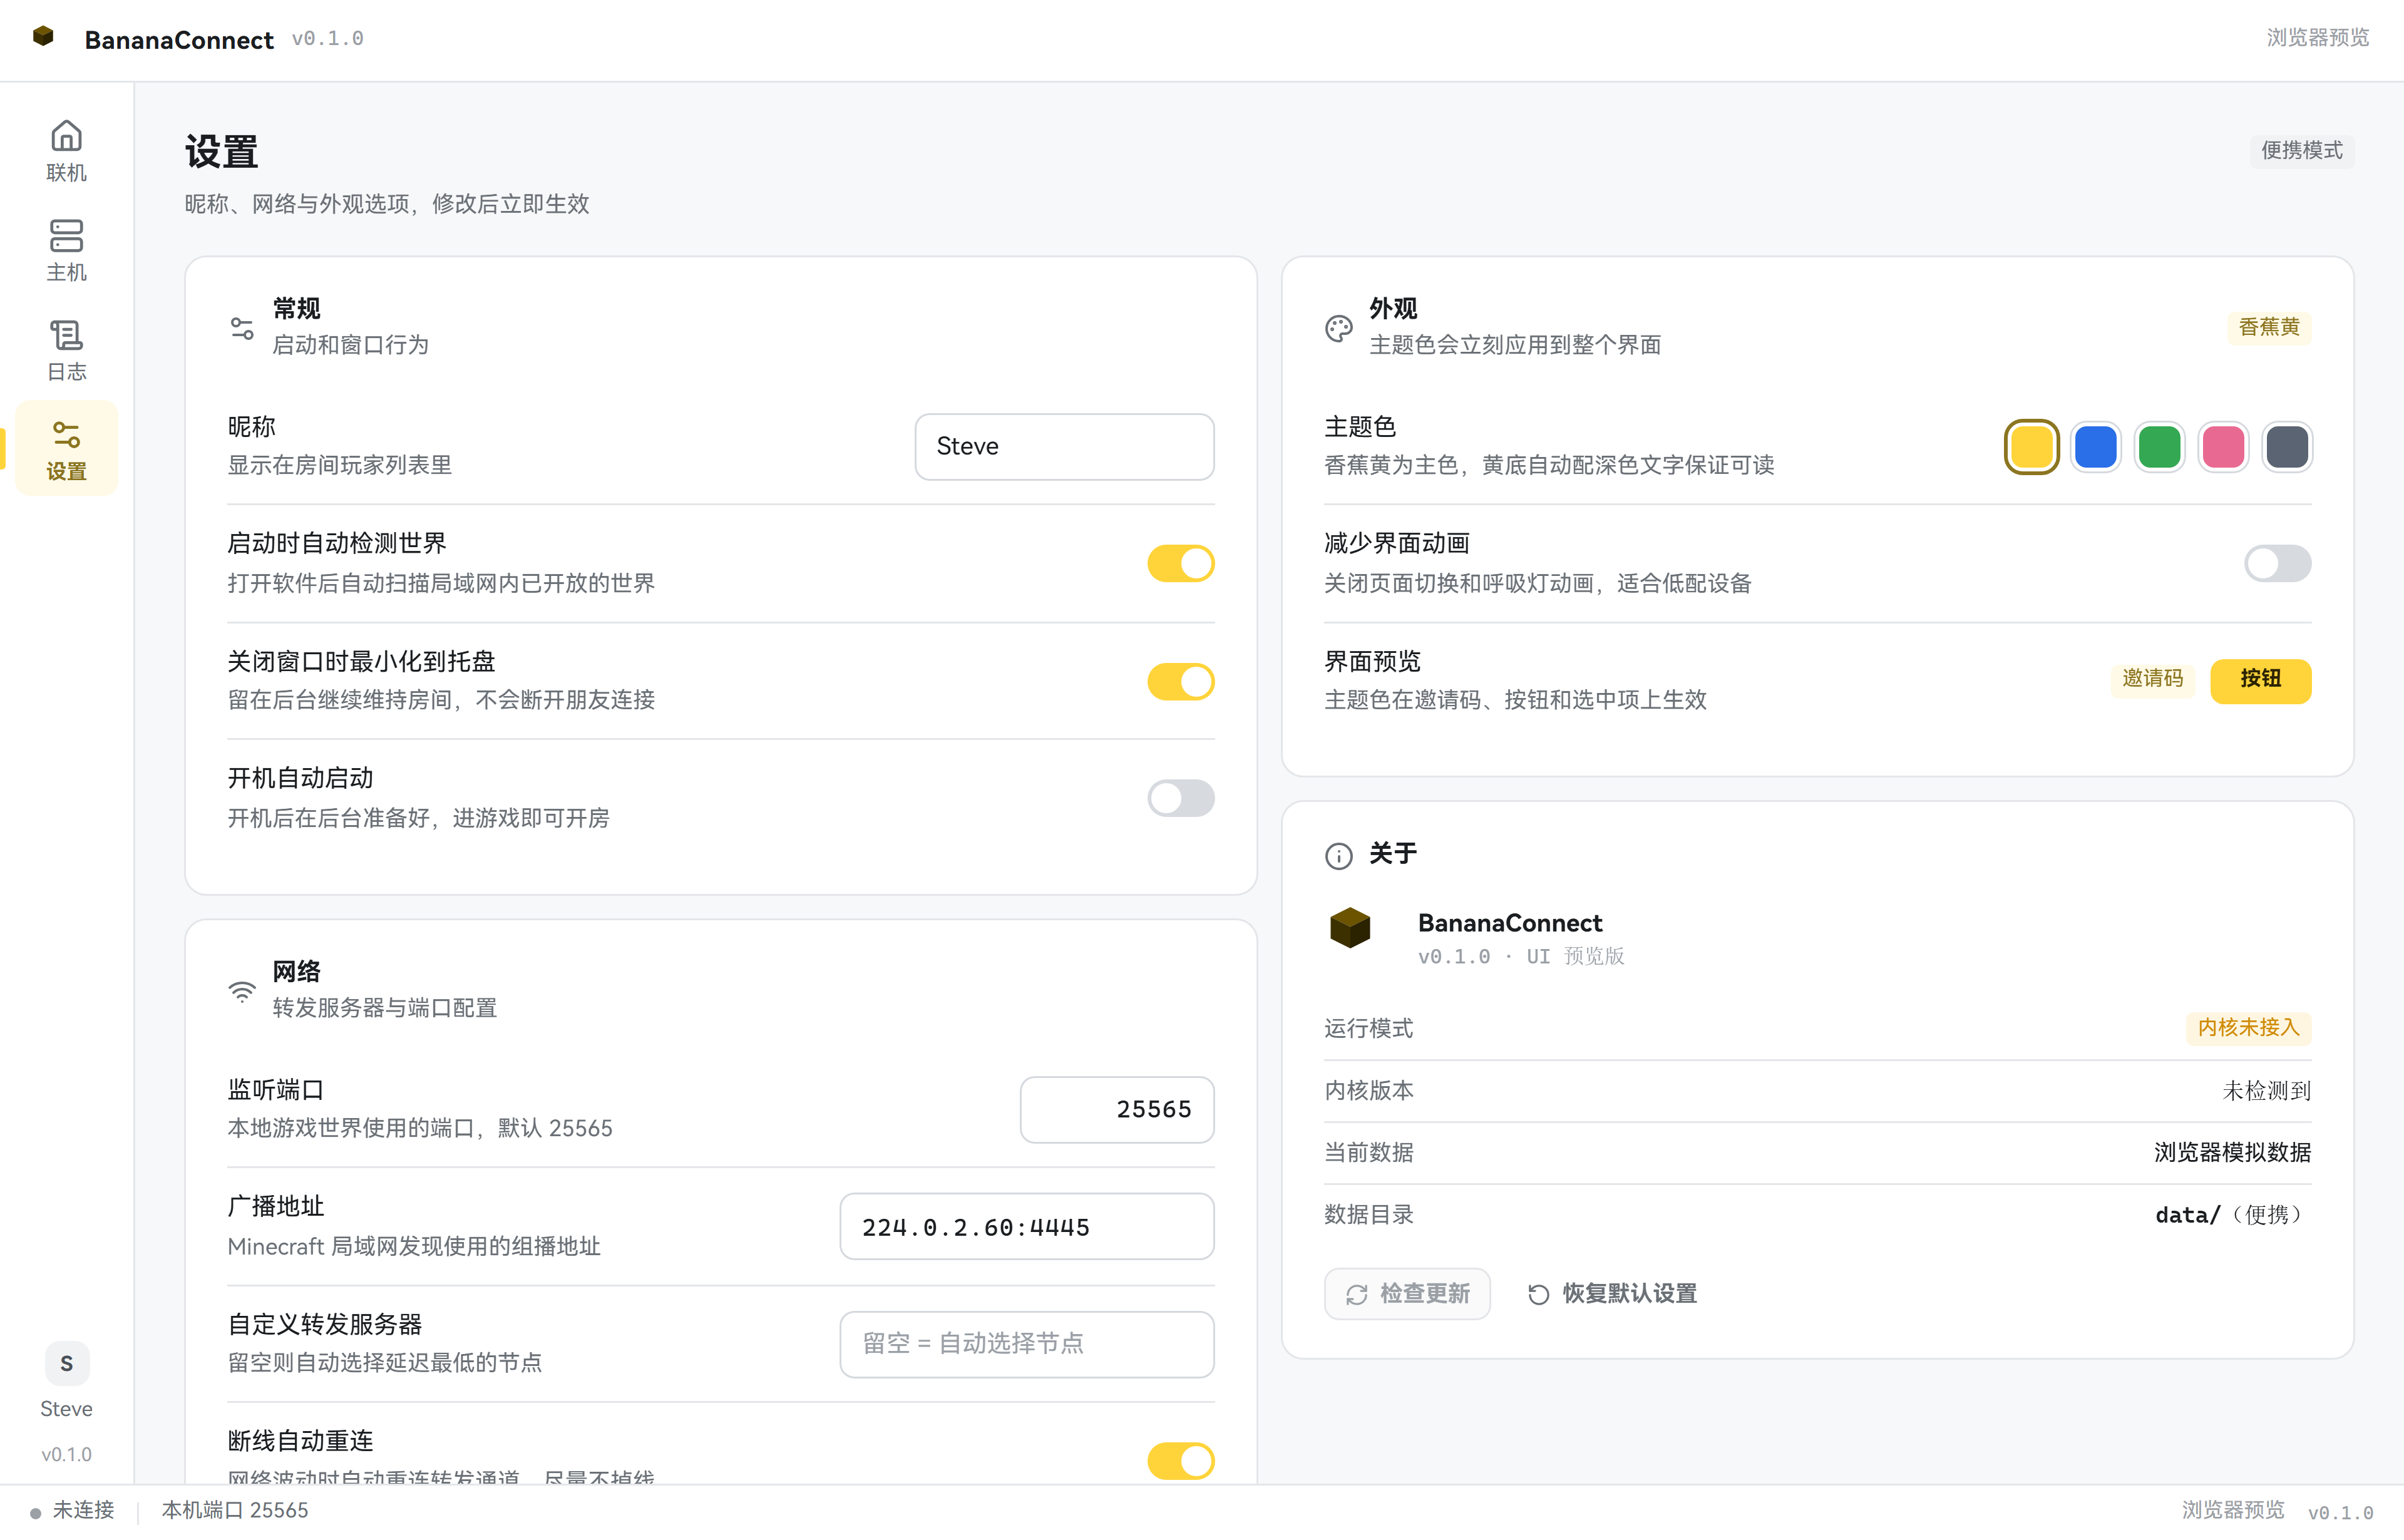 BananaConnect v0.1.0
浏览器预览
联机
主机
日志
设置
S
Steve
v0.1.0
设置
昵称、网络与外观选项，修改后立即生效
便携模式
常规
启动和窗口行为
昵称
显示在房间玩家列表里
Steve
启动时自动检测世界
打开软件后自动扫描局域网内已开放的世界
关闭窗口时最小化到托盘
留在后台继续维持房间，不会断开朋友连接
开机自动启动
开机后在后台准备好，进游戏即可开房
网络
转发服务器与端口配置
监听端口
本地游戏世界使用的端口，默认 25565
25565
广播地址
Minecraft 局域网发现使用的组播地址
224.0.2.60:4445
自定义转发服务器
留空则自动选择延迟最低的节点
留空 = 自动选择节点
断线自动重连
网络波动时自动重连转发通道，尽量不掉线
外观
主题色会立刻应用到整个界面
香蕉黄
主题色
香蕉黄为主色，黄底自动配深色文字保证可读
减少界面动画
关闭页面切换和呼吸灯动画，适合低配设备
界面预览
主题色在邀请码、按钮和选中项上生效
邀请码
按钮
关于
BananaConnect
v0.1.0 · UI 预览版
运行模式
内核未接入
内核版本
未检测到
当前数据
浏览器模拟数据
数据目录
data/（便携）
检查更新
恢复默认设置
未连接
本机端口 25565
浏览器预览
v0.1.0